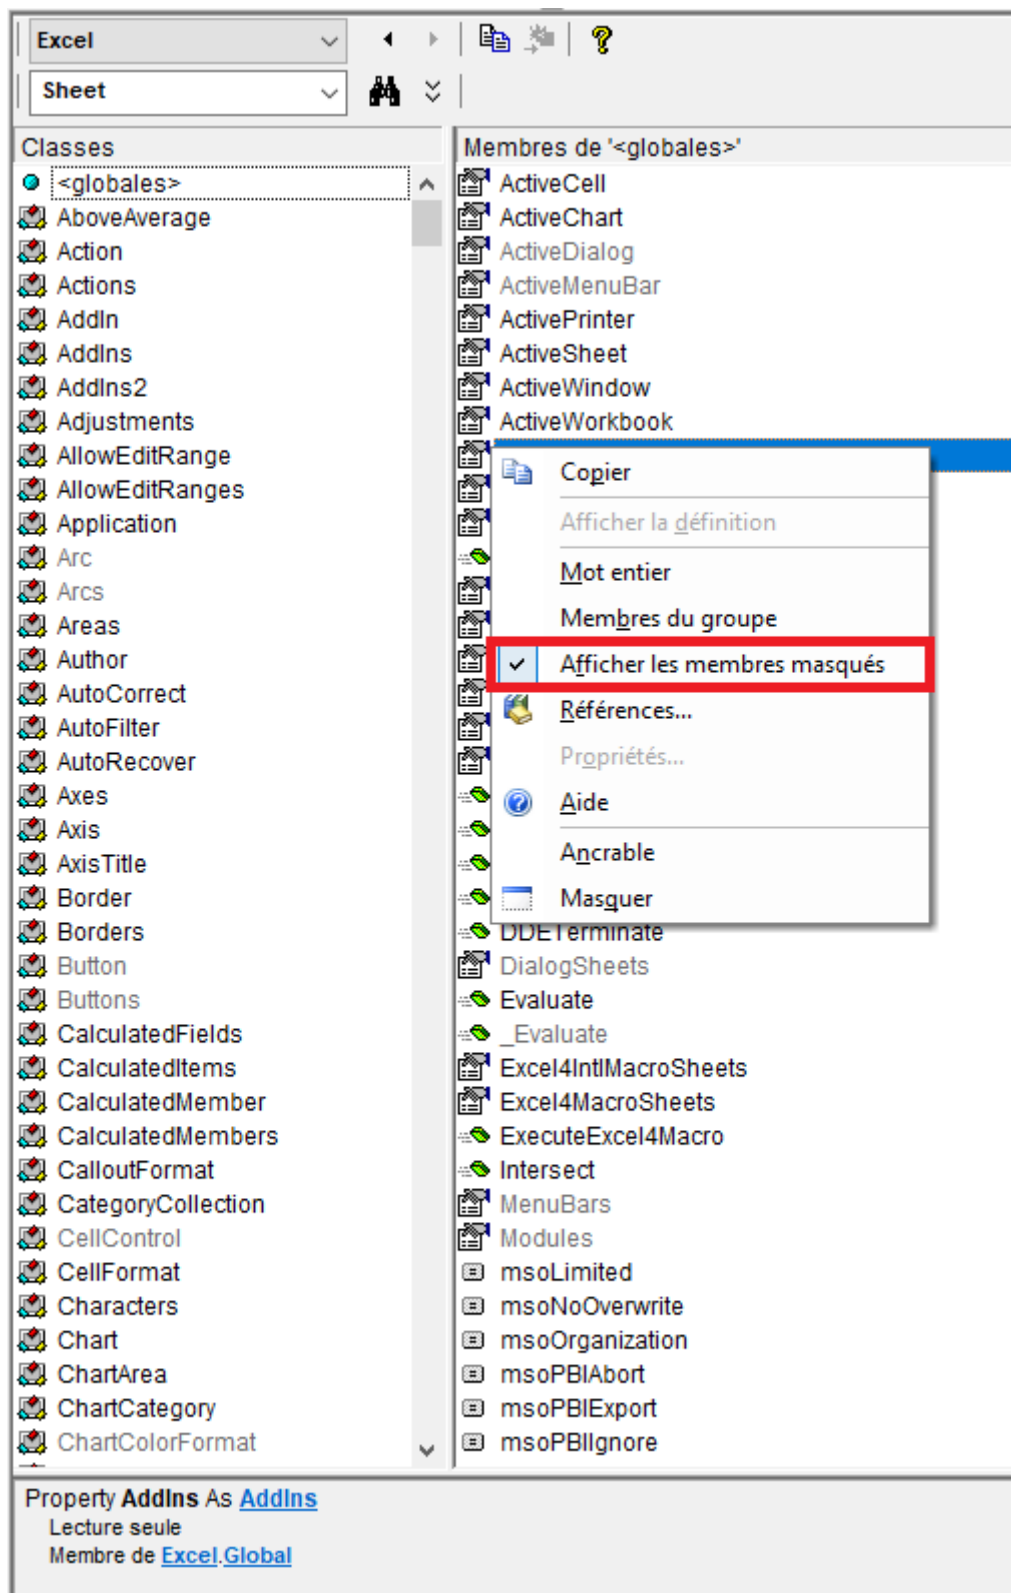 Excel
Sheet
Classes
<globales>
AboveAverage
Action
Actions
AddIn
AddIns
AddIns2
Adjustments
AllowEditRange
AllowEditRanges
Application
Arc
Arcs
Areas
Author
AutoCorrect
AutoFilter
AutoRecover
Axes
Axis
AxisTitle
Border
Borders
Button
Buttons
CalculatedFields
CalculatedItems
CalculatedMember
CalculatedMembers
CalloutFormat
CategoryCollection
CellControl
CellFormat
Characters
Chart
ChartArea
ChartCategory
ChartColorFormat
Membres de '<globales>'
ActiveCell
ActiveChart
ActiveDialog
ActiveMenuBar
ActivePrinter
ActiveSheet
ActiveWindow
ActiveWorkbook
Copier
Afficher la définition
Mot entier
Membres du groupe
Afficher les membres masqués
Références...
Propriétés...
Aide
Ancrable
Masquer
DDETerminate
DialogSheets
Evaluate
_Evaluate
Excel4IntlMacroSheets
Excel4MacroSheets
ExecuteExcel4Macro
Intersect
MenuBars
Modules
msoLimited
msoNoOverwrite
msoOrganization
msoPBIAbort
msoPBIExport
msoPBIIgnore
Property AddIns As AddIns
Lecture seule
Membre de Excel.Global